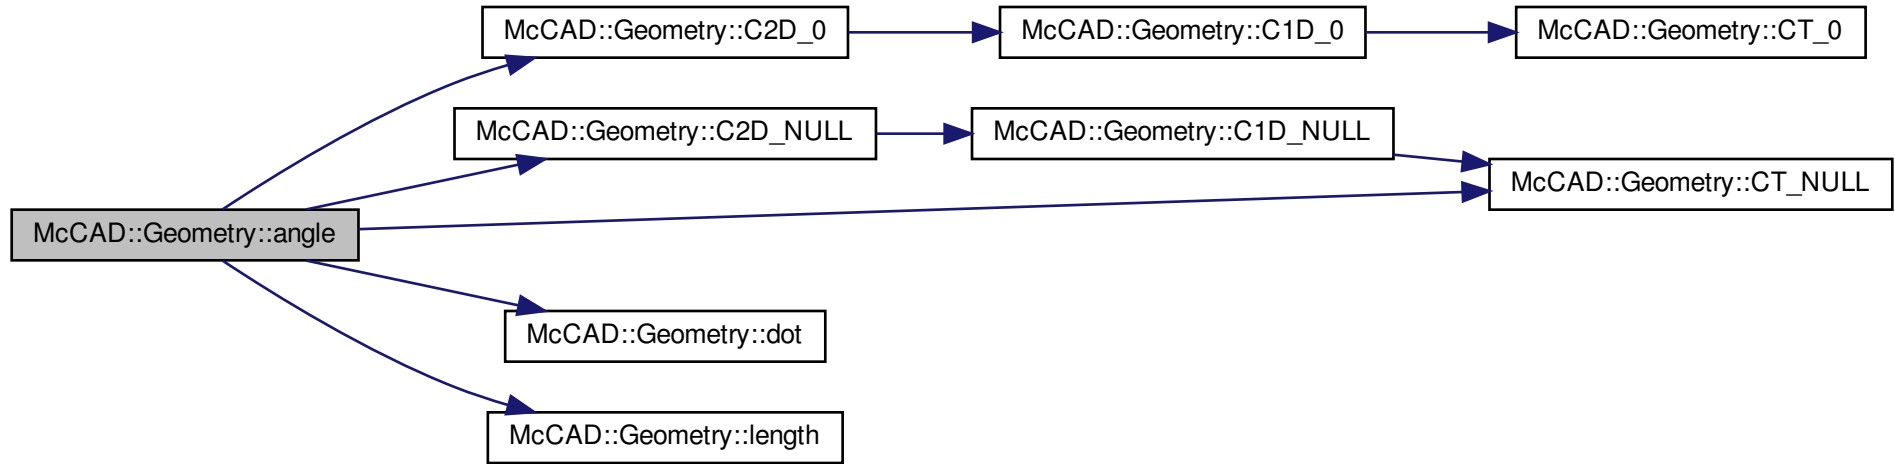 McCAD::Geometry::C2D_0
McCAD::Geometry::C1D_0
McCAD::Geometry::CT_0
McCAD::Geometry::C2D_NULL
McCAD::Geometry::C1D_NULL
McCAD::Geometry::CT_NULL
McCAD::Geometry::angle
McCAD::Geometry::dot
McCAD::Geometry::length